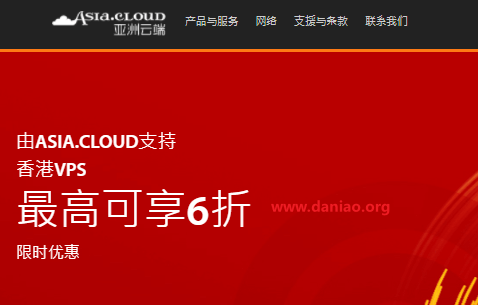 ASIA.CLOUD
亚洲云端
产品与服务 网络 支援与条款 联系我们
由ASIA.CLOUD支持
香港VPS
最高可享6折
www.daniao.org
限时优惠